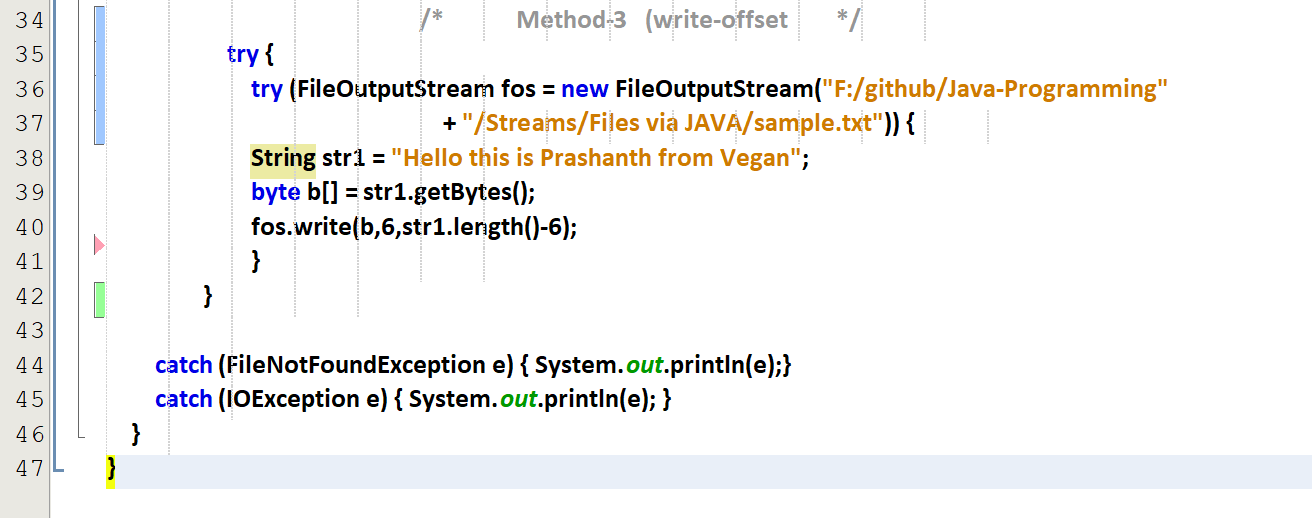 34 /* Method-3 (write-offset */
35 try {
36 try (FileOutputStream fos = new FileOutputStream("F:/github/Java-Programming"
37 + "/Streams/Files via JAVA/sample.txt")) {
38 String str1 = "Hello this is Prashanth from Vegan";
39 byte b[] = str1.getBytes();
40 fos.write(b,6,str1.length()-6);
41 }
42 }
43
44 catch (FileNotFoundException e) { System.out.println(e);}
45 catch (IOException e) { System.out.println(e); }
46 }
47 }